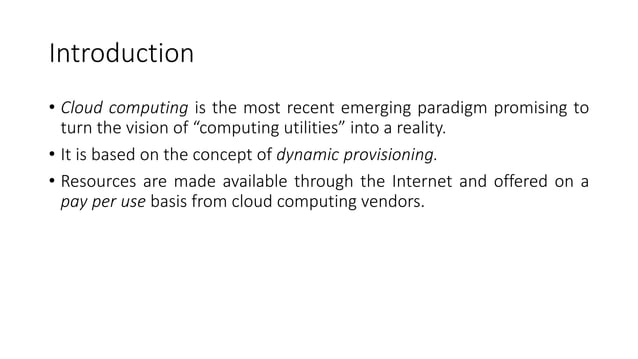 Introduction
• Cloud computing is the most recent emerging paradigm promising to
turn the vision of “computing utilities” into a reality.
• It is based on the concept of dynamic provisioning.
• Resources are made available through the Internet and offered on a
pay per use basis from cloud computing vendors.